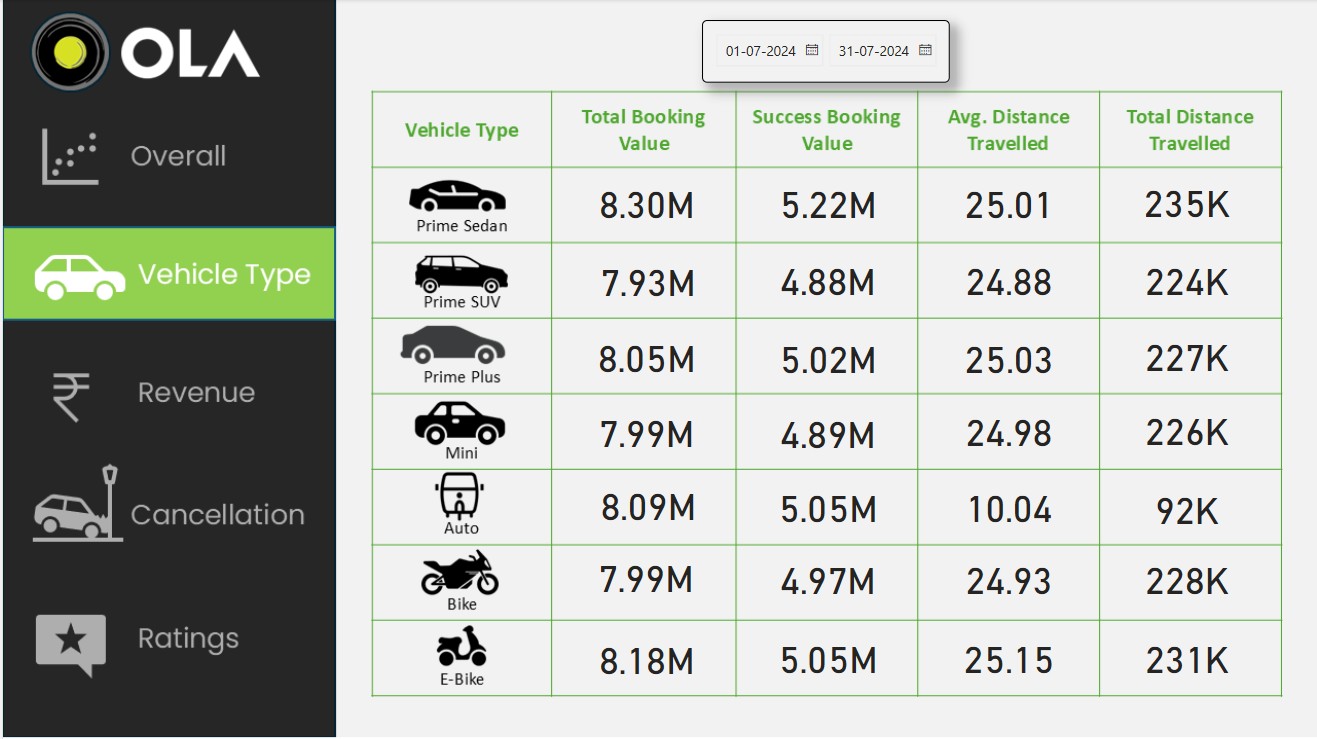 OLA
Overall
Vehicle Type
Revenue
Cancellation
Ratings
01-07-2024 31-07-2024
Vehicle Type Total Booking Value Success Booking Value Avg. Distance Travelled Total Distance Travelled
Prime Sedan 8.30M 5.22M 25.01 235K
Prime SUV 7.93M 4.88M 24.88 224K
Prime Plus 8.05M 5.02M 25.03 227K
Mini 7.99M 4.89M 24.98 226K
Auto 8.09M 5.05M 10.04 92K
Bike 7.99M 4.97M 24.93 228K
E-Bike 8.18M 5.05M 25.15 231K